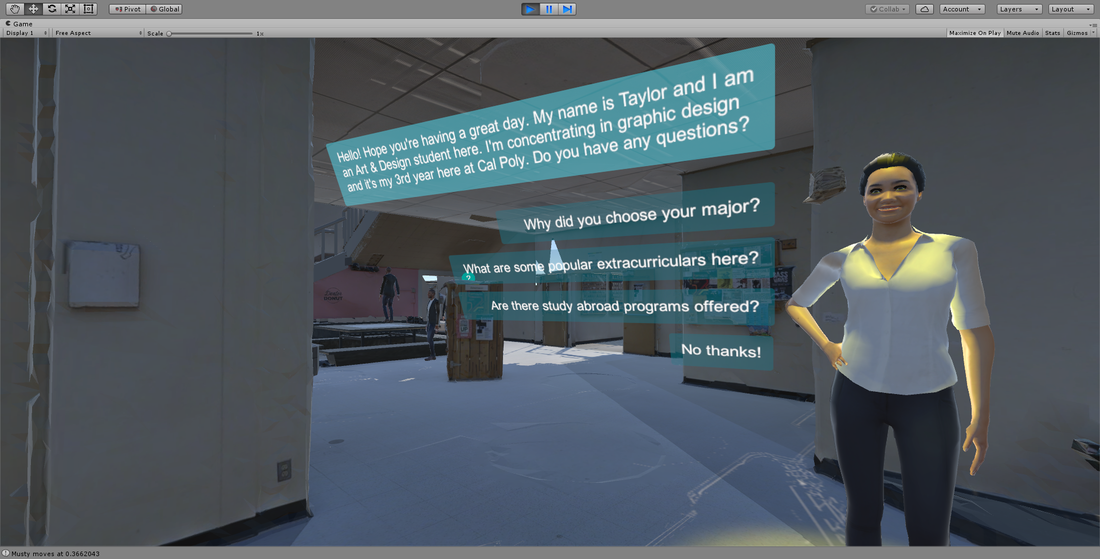 Pivot Global
Collab Account Layers Layout
Game
Display 1 Free Aspect Scale 1x Maximize On Play Mute Audio Stats Gizmos
Hello! Hope you're having a great day. My name is Taylor and I am
an Art & Design student here. I'm concentrating in graphic design
and it's my 3rd year here at Cal Poly. Do you have any questions?
Why did you choose your major?
What are some popular extracurriculars here?
?
Are there study abroad programs offered?
No thanks!
Musty moves at 0.3662043